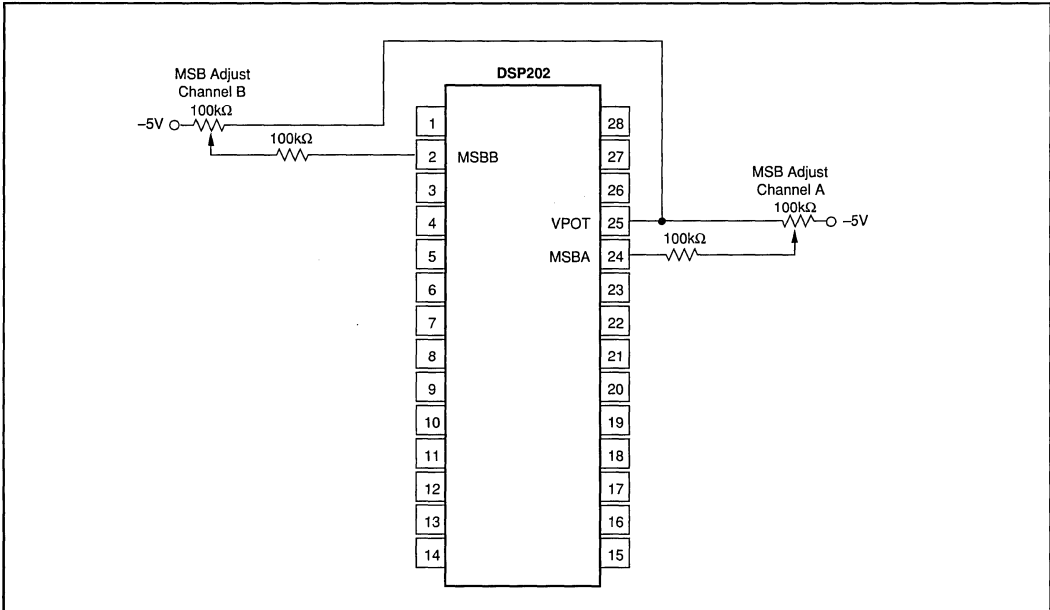 DSP202
MSB Adjust
Channel B
100kΩ
–5V
100kΩ
1
2
MSBB
3
4
5
6
7
8
9
10
11
12
13
14
28
27
26
VPOT
25
MSBA
24
23
22
21
20
19
18
17
16
15
MSB Adjust
Channel A
100kΩ
–5V
100kΩ